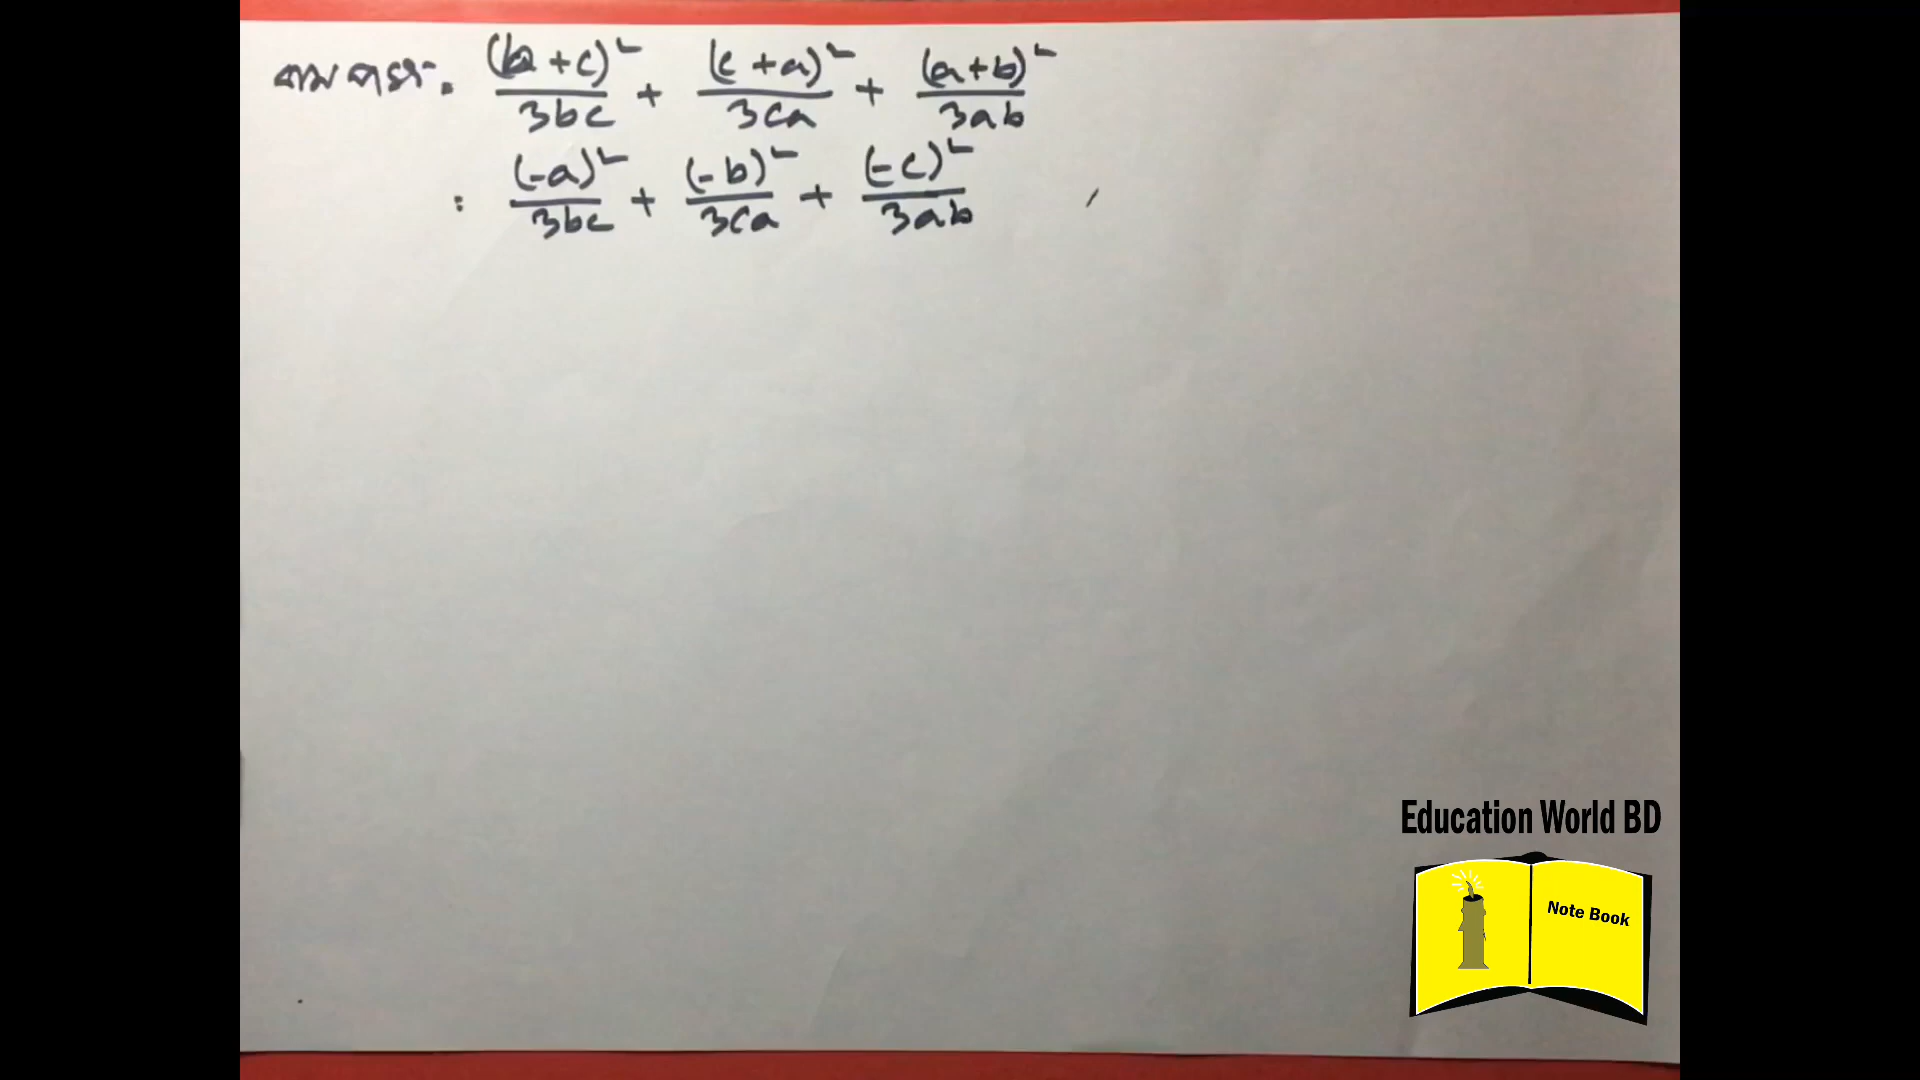 বামপক্ষ = (b+c)²/3bc + (c+a)²/3ca + (a+b)²/3ab
= (-a)²/3bc + (-b)²/3ca + (-c)²/3ab
Education World BD
Note Book